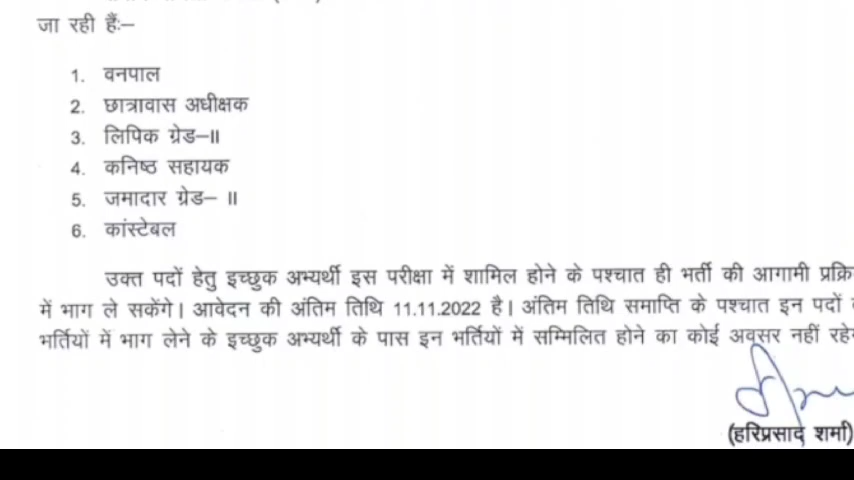 जा रही हैंः–
1. वनपाल
2. छात्रावास अधीक्षक
3. लिपिक ग्रेड–II
4. कनिष्ठ सहायक
5. जमादार ग्रेड– II
6. कांस्टेबल
उक्त पदों हेतु इच्छुक अभ्यर्थी इस परीक्षा में शामिल होने के पश्चात ही भर्ती की आगामी
में भाग ले सकेंगे। आवेदन की अंतिम तिथि 11.11.2022 है। अंतिम तिथि समाप्ति के पश्चात इन पदों
भर्तियों में भाग लेने के इच्छुक अभ्यर्थी के पास इन भर्तियों में सम्मिलित होने का कोई अवसर नहीं
(हरिप्रसाद शर्मा)